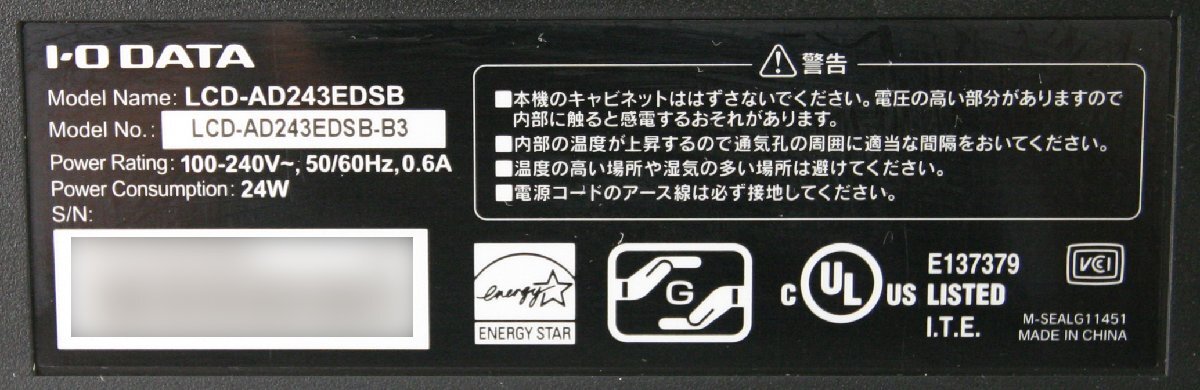 I-O DATA
Model Name: LCD-AD243EDSB
Model No.: LCD-AD243EDSB-B3
Power Rating: 100-240V~, 50/60Hz, 0.6A
Power Consumption: 24W
S/N:
⚠警告
■本機のキャビネットははずさないでください。電圧の高い部分がありますので
内部に触ると感電するおそれがあります。
■内部の温度が上昇するので通気孔の周囲に適当な間隔をおいてください。
■温度の高い場所や湿気の多い場所は避けてください。
■電源コードのアース線は必ず接地してください。
energy
ENERGY STAR
G
C UL US
E137379
LISTED
I.T.E.
VCCI
M-SEALG11451
MADE IN CHINA